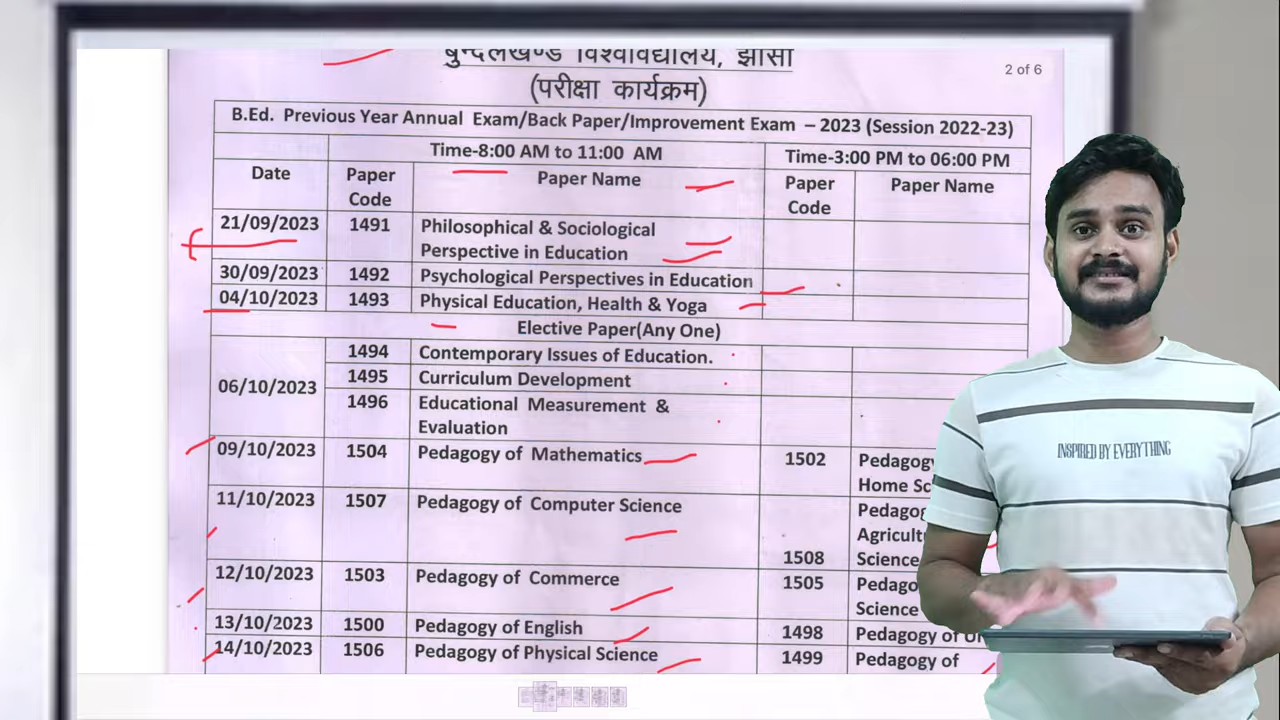 बुन्देलखण्ड विश्वविद्यालय, झांसी
2 of 6
(परीक्षा कार्यक्रम)
B.Ed. Previous Year Annual Exam/Back Paper/Improvement Exam – 2023 (Session 2022-23)
Time-8:00 AM to 11:00 AM Time-3:00 PM to 06:00 PM
Date Paper Code Paper Name Paper Code Paper Name
21/09/2023 1491 Philosophical & Sociological
Perspective in Education
30/09/2023 1492 Psychological Perspectives in Education
04/10/2023 1493 Physical Education, Health & Yoga
Elective Paper(Any One)
06/10/2023
1494 Contemporary Issues of Education.
1495 Curriculum Development
1496 Educational Measurement &
Evaluation
09/10/2023 1504 Pedagogy of Mathematics 1502 Pedagogy
Home
11/10/2023 1507 Pedagogy of Computer Science
1508 Science
12/10/2023 1503 Pedagogy of Commerce 1505
Science
13/10/2023 1500 Pedagogy of English 1498 Pedagogy of
14/10/2023 1506 Pedagogy of Physical Science 1499 Pedagogy of
INSPIRED BY EVERYTHING